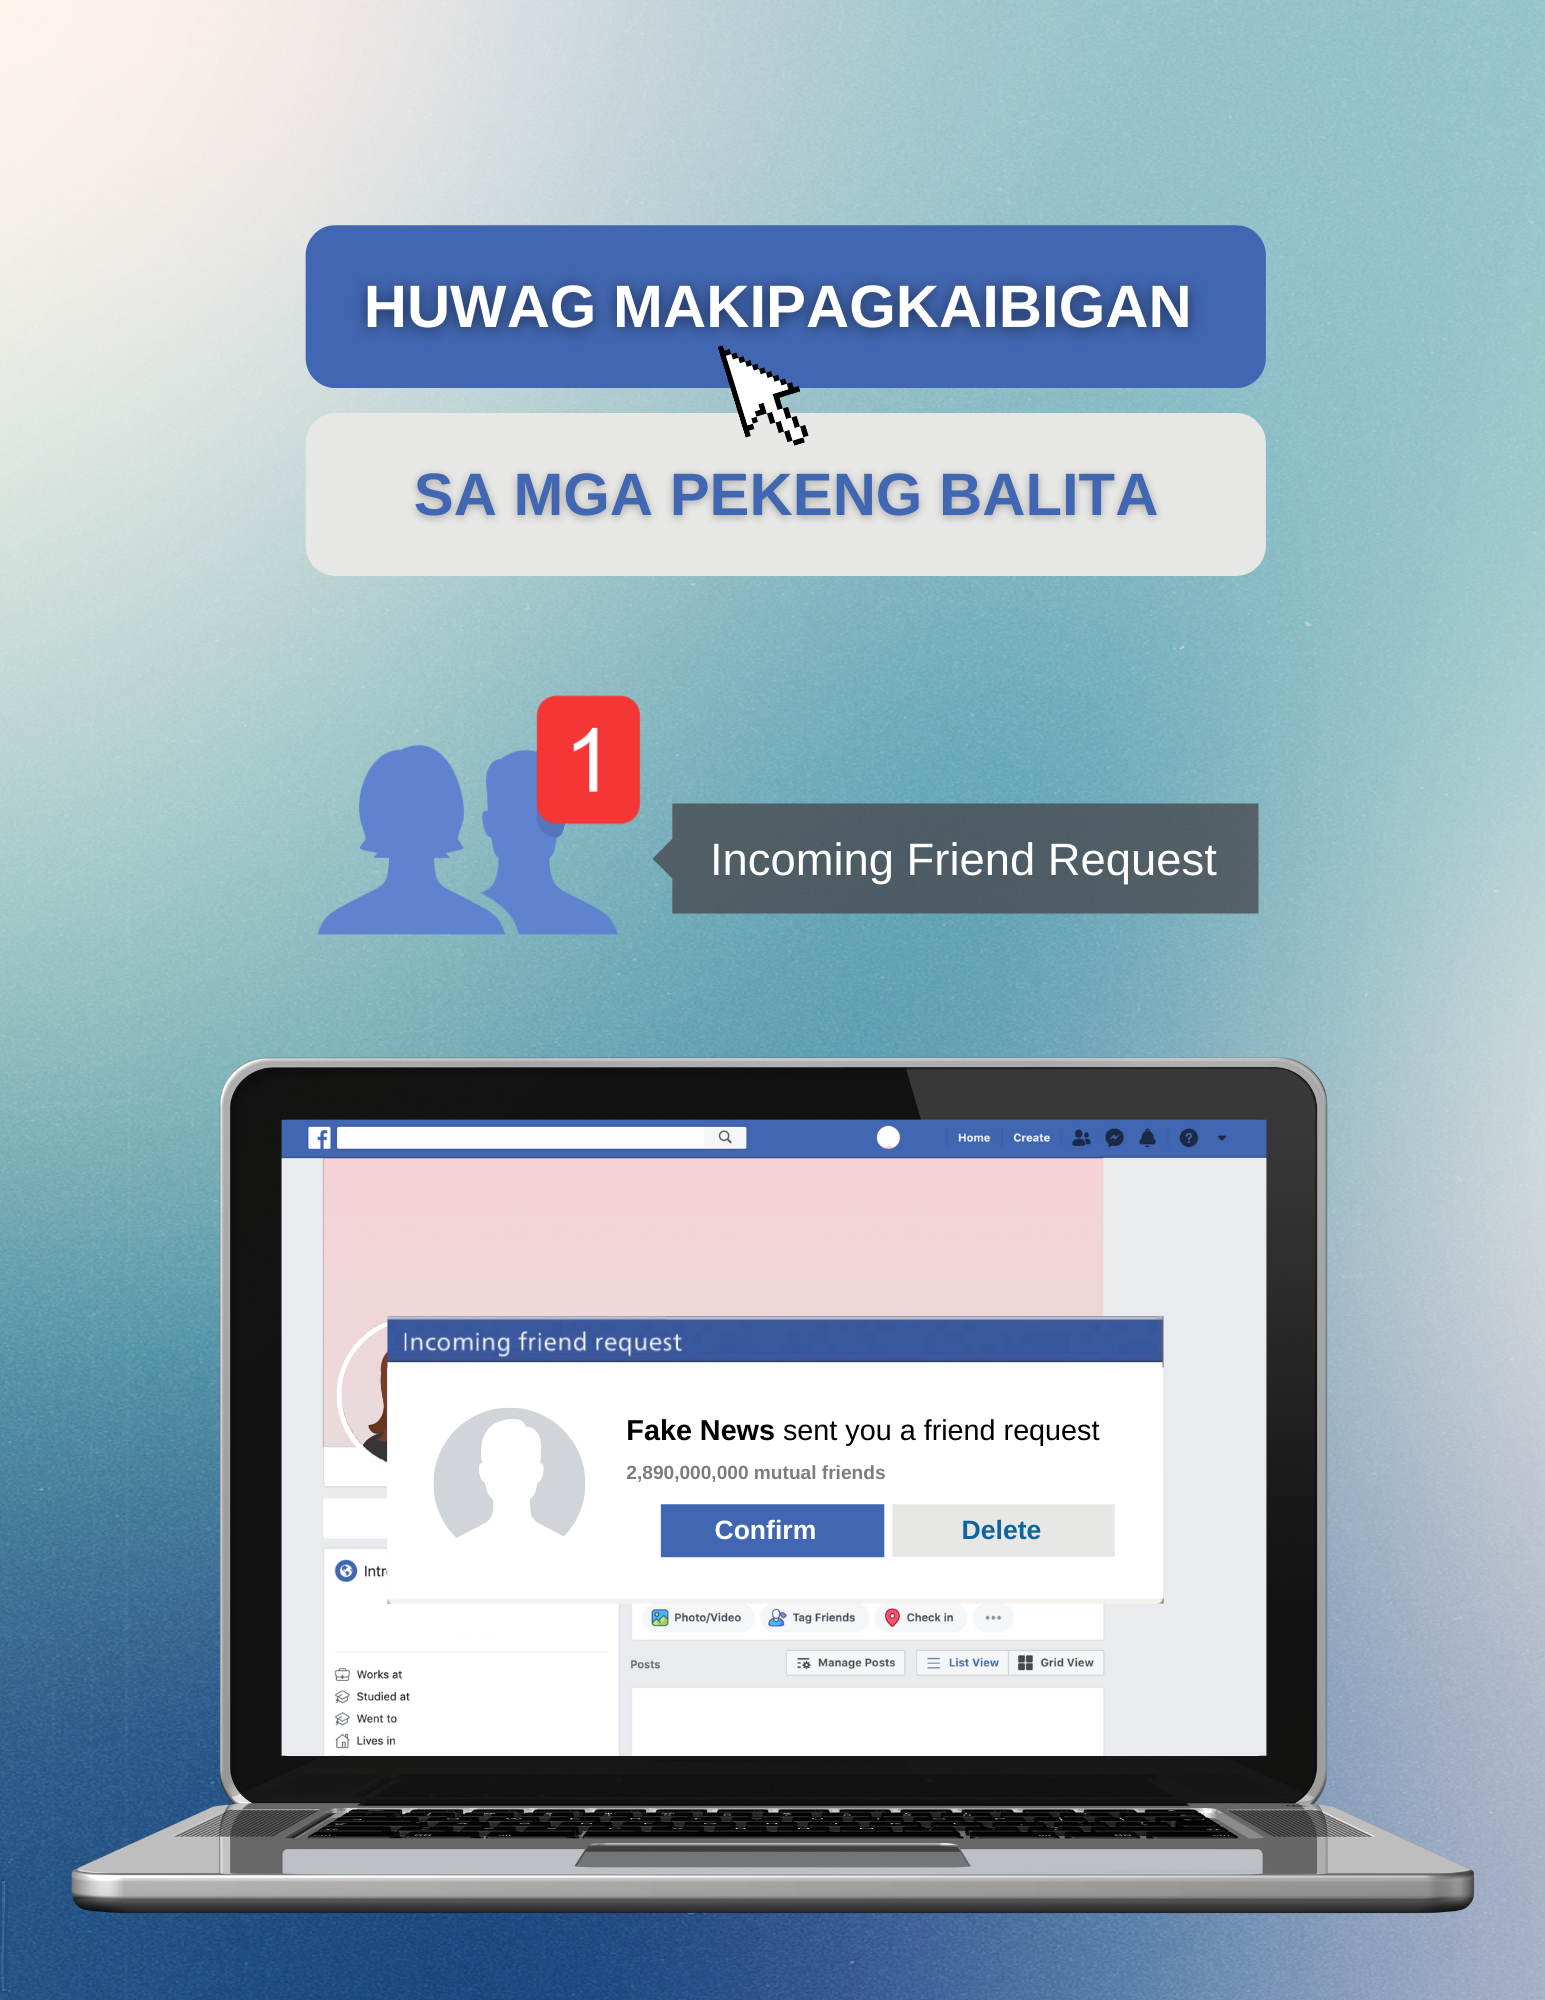 HUWAG MAKIPAGKAIBIGAN
SA MGA PEKENG BALITA
1
Incoming Friend Request
Home Create
Incoming friend request
Fake News sent you a friend request
2,890,000,000 mutual friends
Confirm Delete
Intr
Photo/Video Tag Friends Check in
Posts Manage Posts List View Grid View
Works at
Studied at
Went to
Lives in